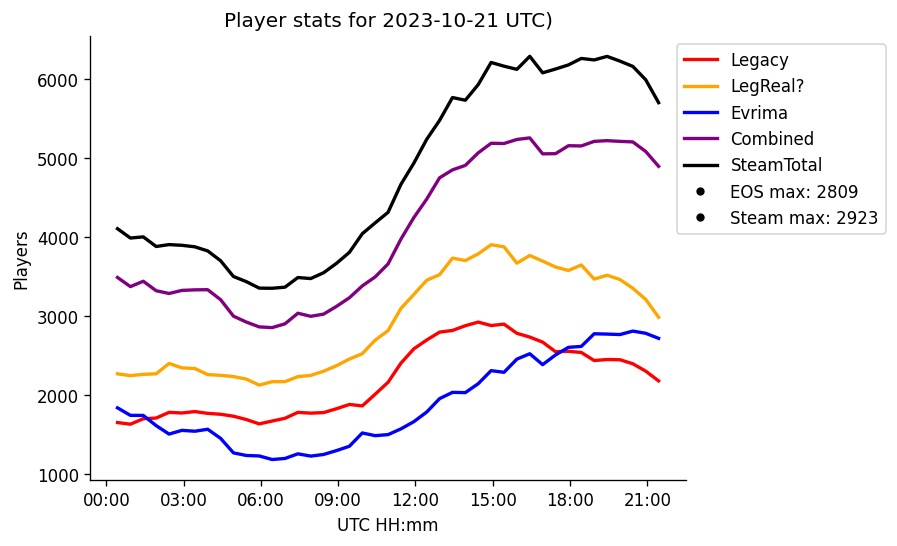 Player stats for 2023-10-21 UTC)
Legacy
LegReal?
Evrima
Combined
SteamTotal
EOS max: 2809
Steam max: 2923
Players
6000
5000
4000
3000
2000
1000
00:00 03:00 06:00 09:00 12:00 15:00 18:00 21:00
UTC HH:mm